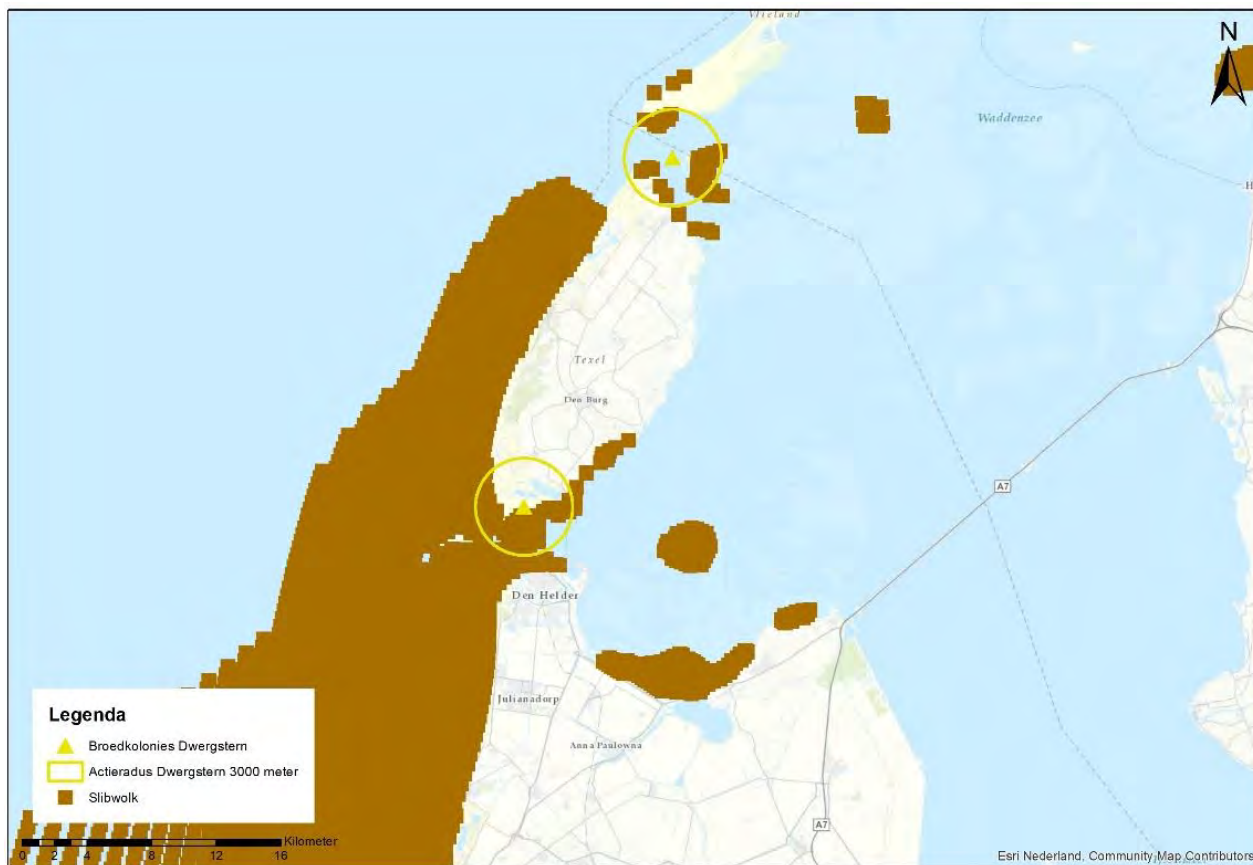 Vlieland
N
Waddenzee
Texel
Den Burg
A7
Den Helder
Julianadorp
Anna Paulowna
A7
Legenda
Broedkolonies Dwergstern
Actieradus Dwergstern 3000 meter
Slibwolk
Kilometer
0 2 4 8 12 16
Esri Nederland, Community Map Contributors